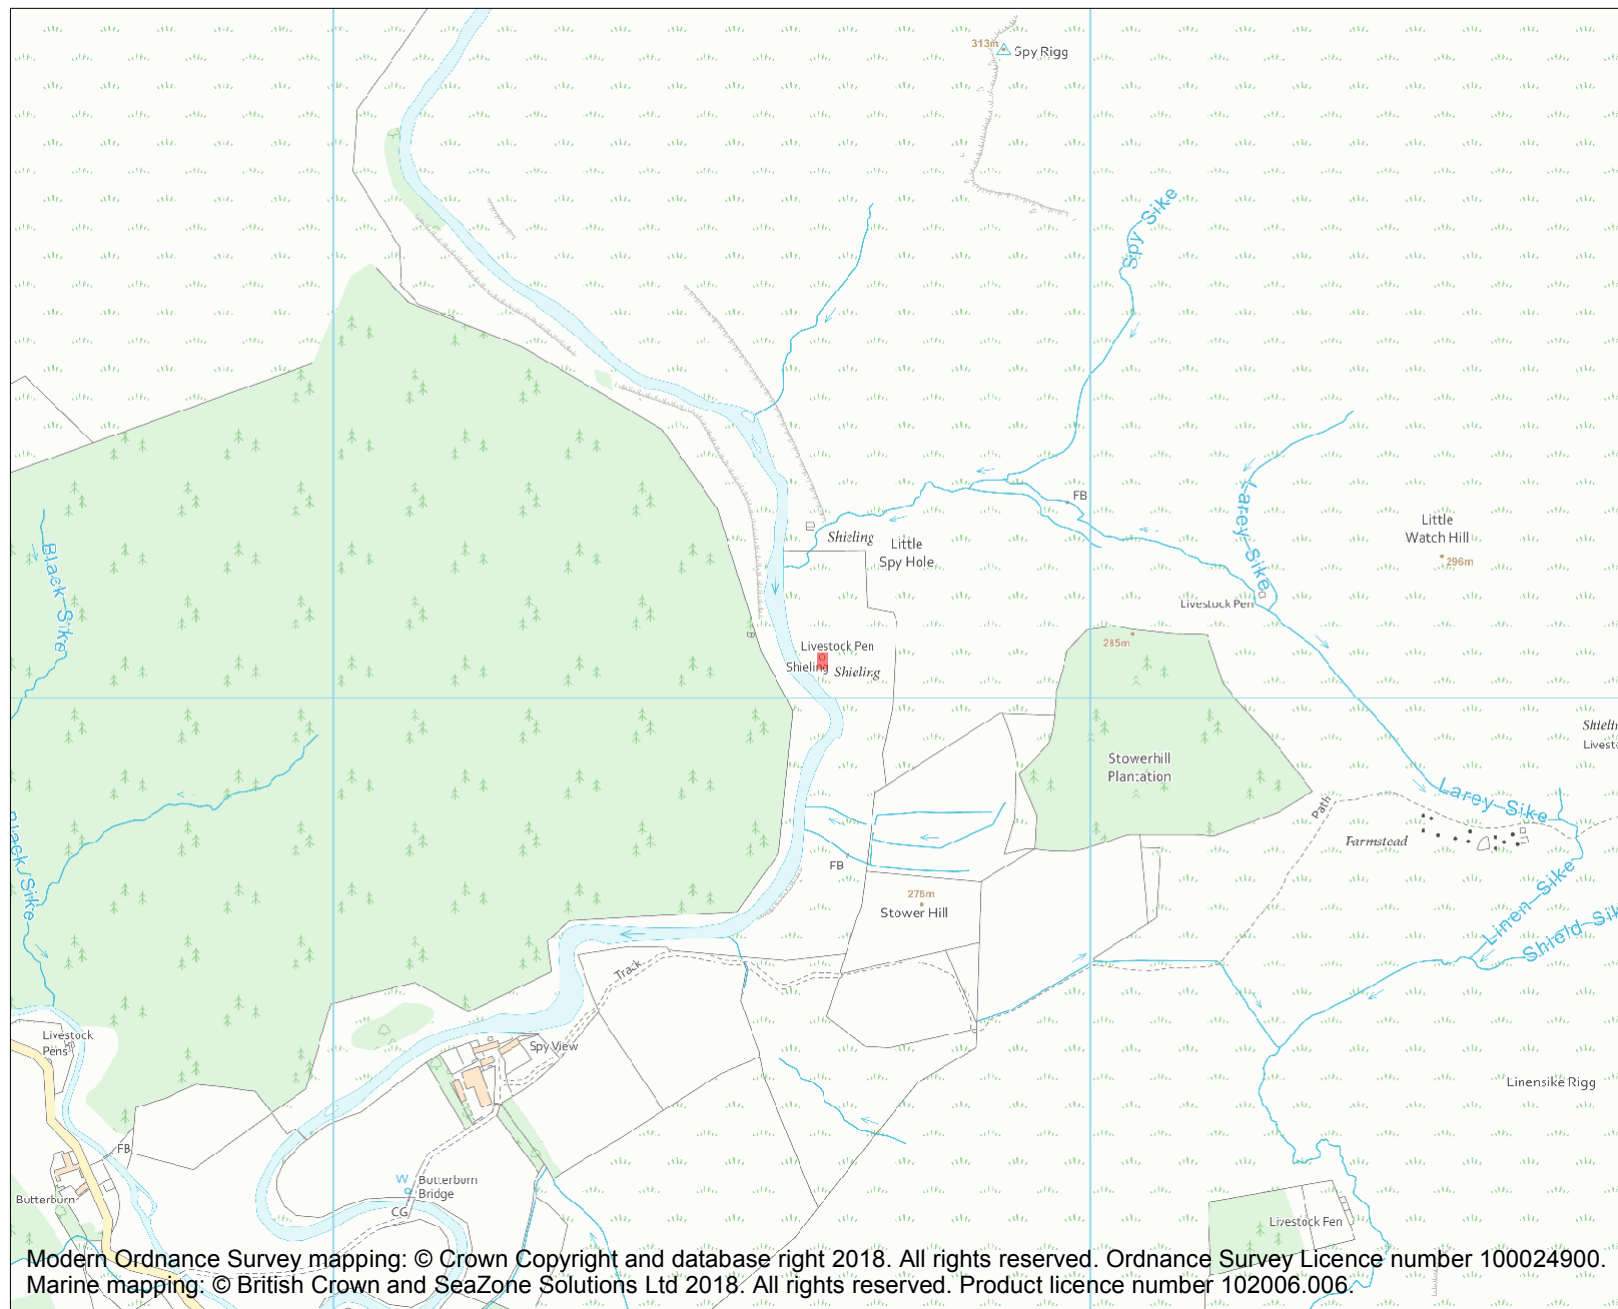 313m
Spy Rigg
Spy Sike
FB
Larey Sike
Little
Watch Hill
296m
Shieling
Little
Spy Hole
Black Sike
Livestock Pen
285m
Livestock Pen
Shieling
Shieling
Livest
Stowerhill
Plantation
Path
Larey Sike
Black Sike
Farmstead
FB
276m
Stower Hill
Linen Sike
Shield Sik
Track
Livestock
Pens
Spy View
Linensike Rigg
FB
W
Butterburn
Bridge
Butterburn
CG
Livestock Pen
Modern Ordnance Survey mapping: © Crown Copyright and database right 2018. All rights reserved. Ordnance Survey Licence number 100024900.
Marine mapping: © British Crown and SeaZone Solutions Ltd 2018. All rights reserved. Product licence number 102006.006.